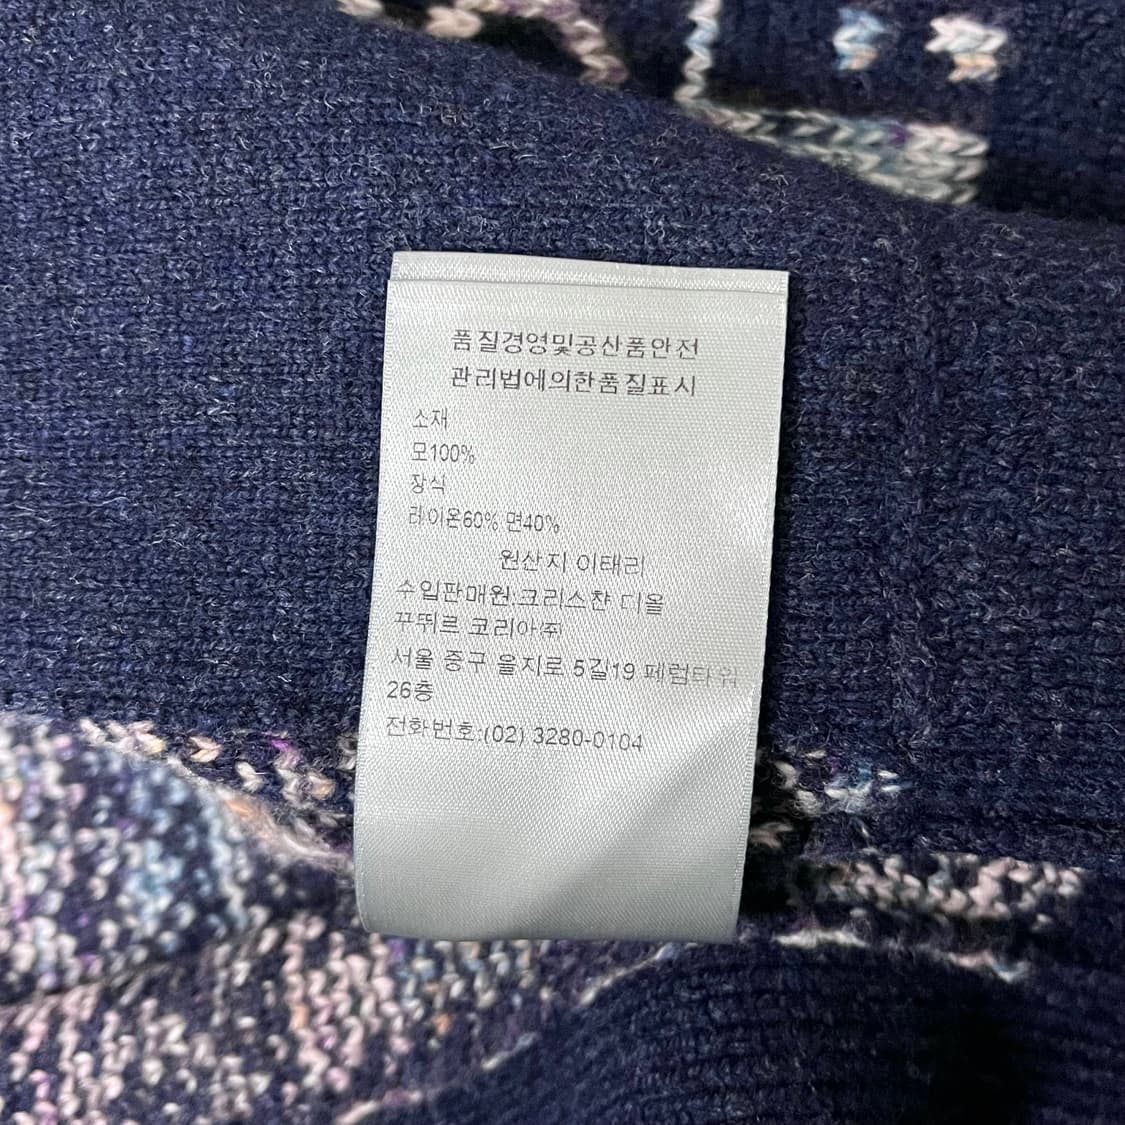 품질경영및공산품안전
관리법에의한품질표시
소재
모100%
장식
레이온60% 면40%
원산지 이태리
수입판매원.크리스챤 디올
꾸뛰르 코리아㈜
서울 중구 을지로 5길19 페럼타워
26층
전화번호:(02) 3280-0104